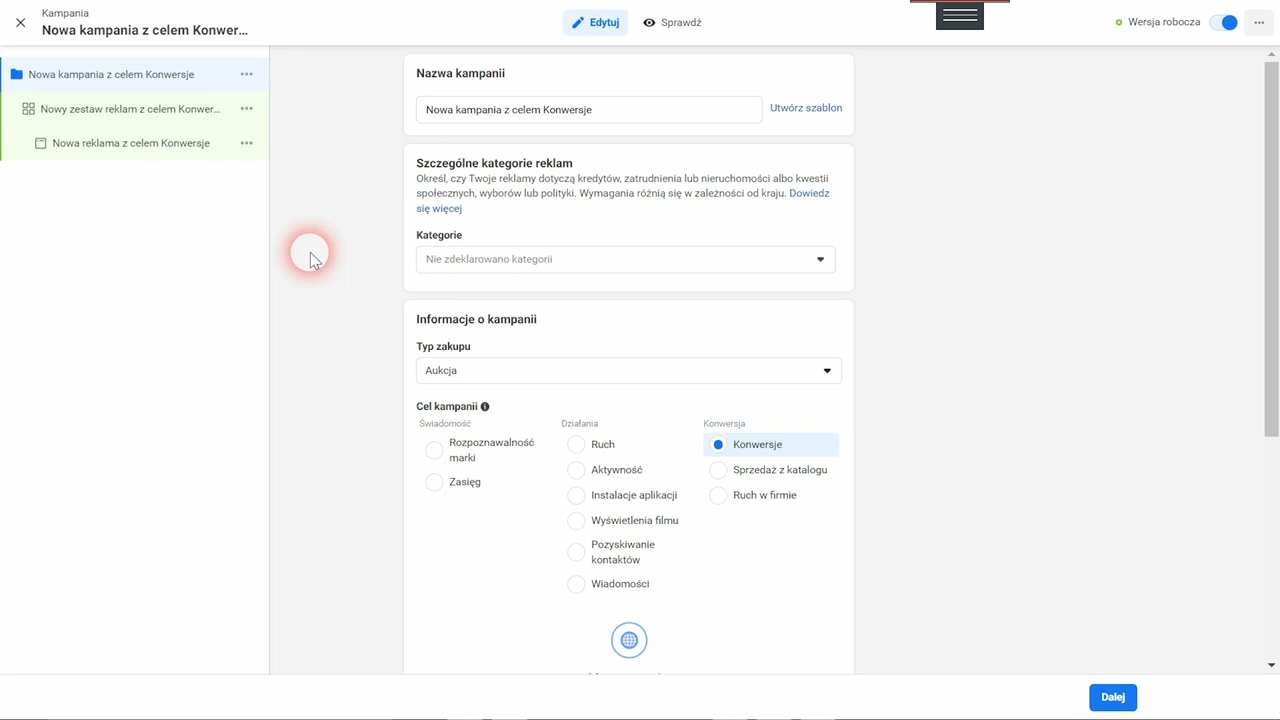 Kampania
Nowa kampania z celem Konwer...
Edytuj
Sprawdź
Wersja robocza
Nowa kampania z celem Konwersje
Nowy zestaw reklam z celem Konwer...
Nowa reklama z celem Konwersje
Nazwa kampanii
Nowa kampania z celem Konwersje
Utwórz szablon
Szczególne kategorie reklam
Określ, czy Twoje reklamy dotyczą kredytów, zatrudnienia lub nieruchomości albo kwestii
społecznych, wyborów lub polityki. Wymagania różnią się w zależności od kraju. Dowiedz
się więcej
Kategorie
Nie zdeklarowano kategorii
Informacje o kampanii
Typ zakupu
Aukcja
Cel kampanii
Świadomość
Rozpoznawalność
marki
Zasięg
Działania
Ruch
Aktywność
Instalacje aplikacji
Wyświetlenia filmu
Pozyskiwanie
kontaktów
Wiadomości
Konwersja
Konwersje
Sprzedaż z katalogu
Ruch w firmie
Dalej